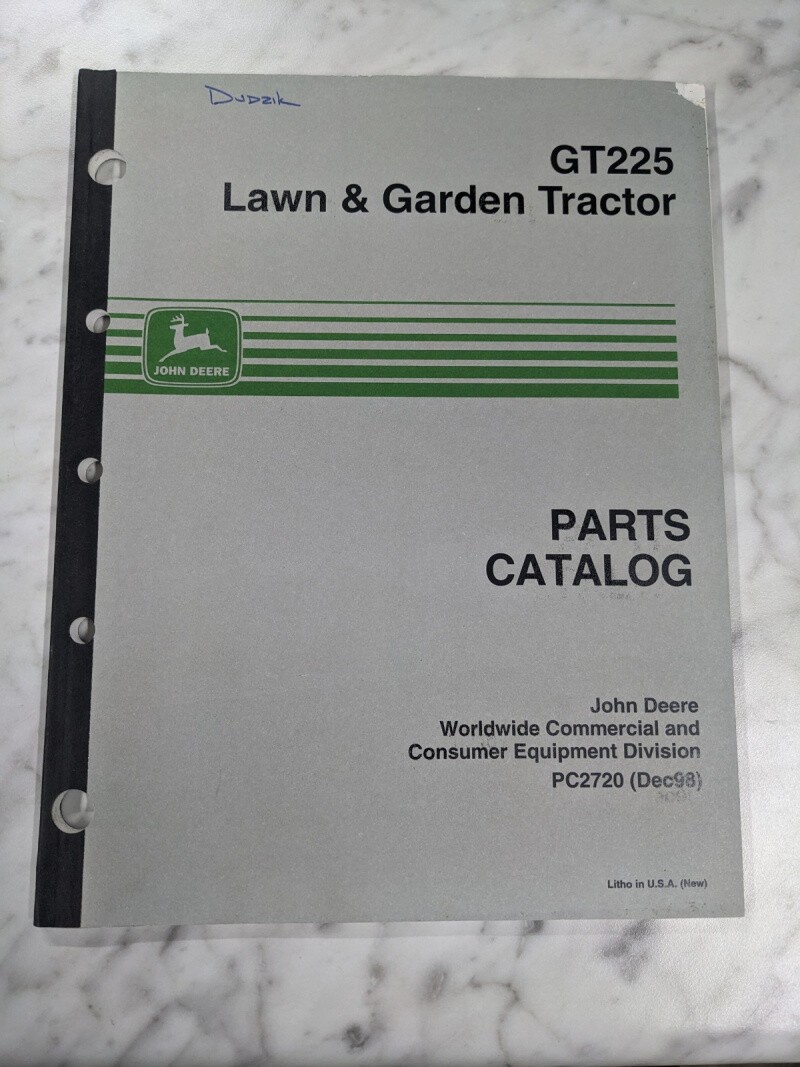 Dudzik
GT225
Lawn & Garden Tractor
JOHN DEERE
PARTS
CATALOG
John Deere
Worldwide Commercial and
Consumer Equipment Division
PC2720 (Dec98)
Litho in U.S.A. (New)